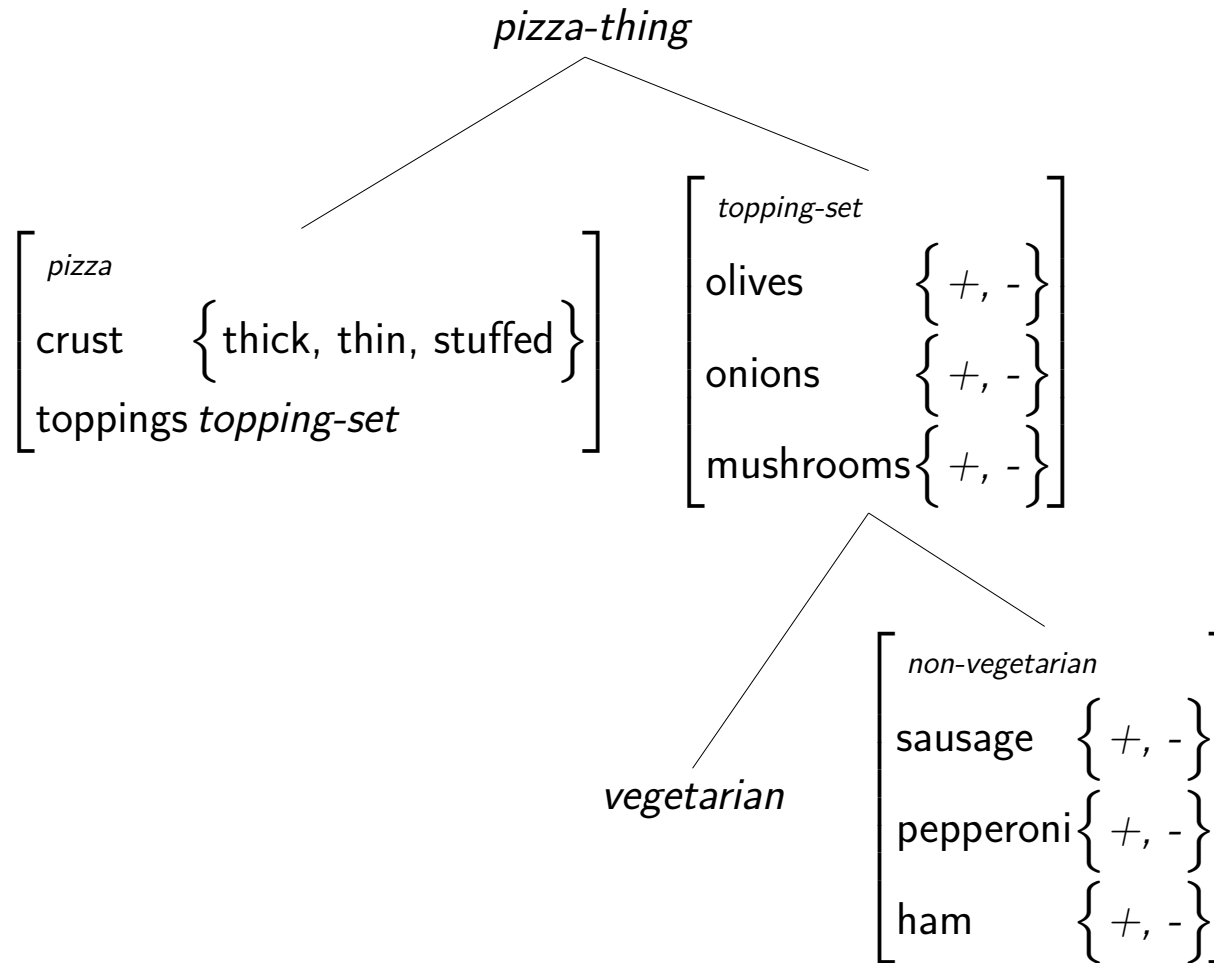 pizza-thing
pizza
crust { thick, thin, stuffed }
toppings topping-set
topping-set
olives { +, - }
onions { +, - }
mushrooms { +, - }
vegetarian
non-vegetarian
sausage { +, - }
pepperoni { +, - }
ham { +, - }